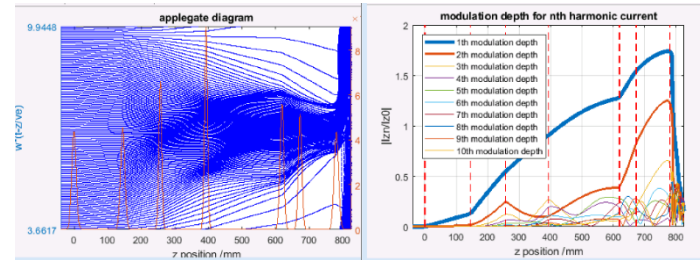 applegate diagram
9.9448
w*(t-z/ve)
3.6617
8
6
4
2
0
0 100 200 300 400 500 600 700 800
z position /mm
modulation depth for nth harmonic current
2
1.5
1
0.5
0
|Izn/Iz0|
1th modulation depth
2th modulation depth
3th modulation depth
4th modulation depth
5th modulation depth
6th modulation depth
7th modulation depth
8th modulation depth
9th modulation depth
10th modulation depth
0 100 200 300 400 500 600 700 800
z position /mm